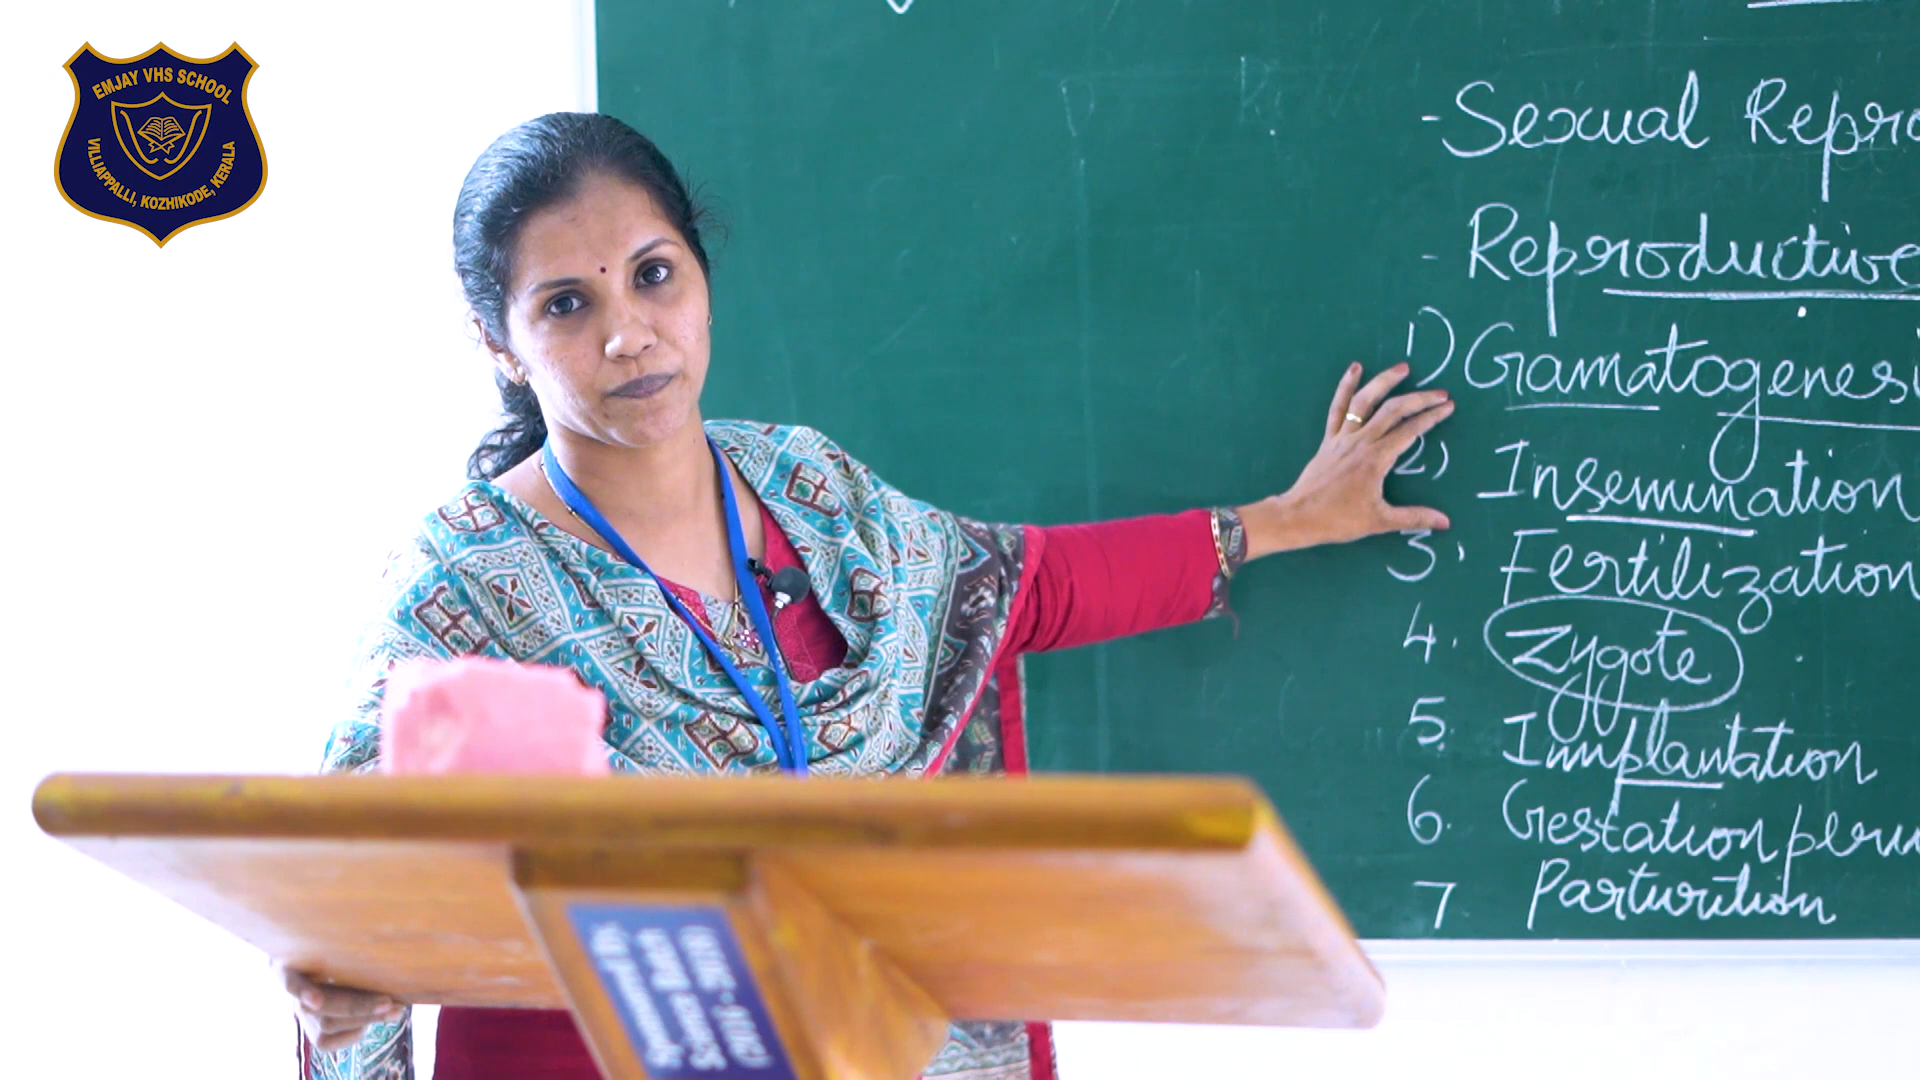 EMJAY VHS SCHOOL
VILLIAPPALLI, KOZHIKODE, KERALA
- Sexual Repro
- Reproductive
1) Gamatogenesi
2) Insemination
3. Fertilization
4. Zygote
5. Implantation
6. Gestation peri
7 Parturition